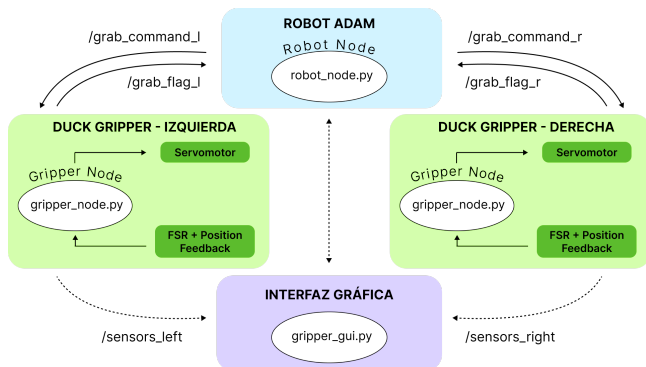 ROBOT ADAM
/grab_command_l
Robot Node
/grab_command_r
robot_node.py
/grab_flag_l
/grab_flag_r
DUCK GRIPPER - IZQUIERDA
Servomotor
Gripper Node
gripper_node.py
FSR + Position
Feedback
DUCK GRIPPER - DERECHA
Servomotor
Gripper Node
gripper_node.py
FSR + Position
Feedback
INTERFAZ GRÁFICA
/sensors_left
gripper_gui.py
/sensors_right